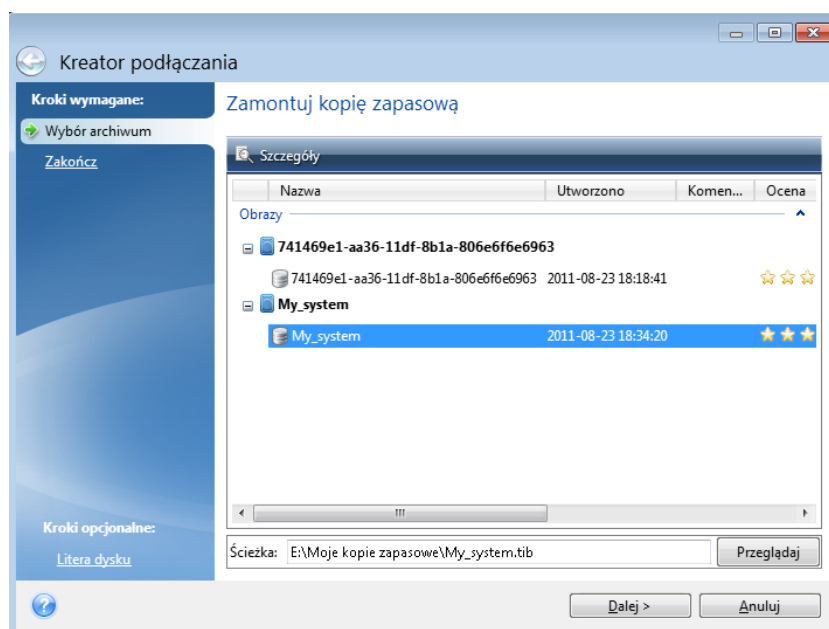 Kreator podłączania
Kroki wymagane:
Wybór archiwum
Zakończ
Kroki opcjonalne:
Litera dysku
Zamontuj kopię zapasową
Szczegóły
Nazwa Utworzono Komen... Ocena
Obrazy
741469e1-aa36-11df-8b1a-806e6f6e6963
741469e1-aa36-11df-8b1a-806e6f6e6963 2011-08-23 18:18:41
My_system
My_system 2011-08-23 18:34:20
Ścieżka: E:\Moje kopie zapasowe\My_system.tib Przeglądaj
Dalej > Anuluj